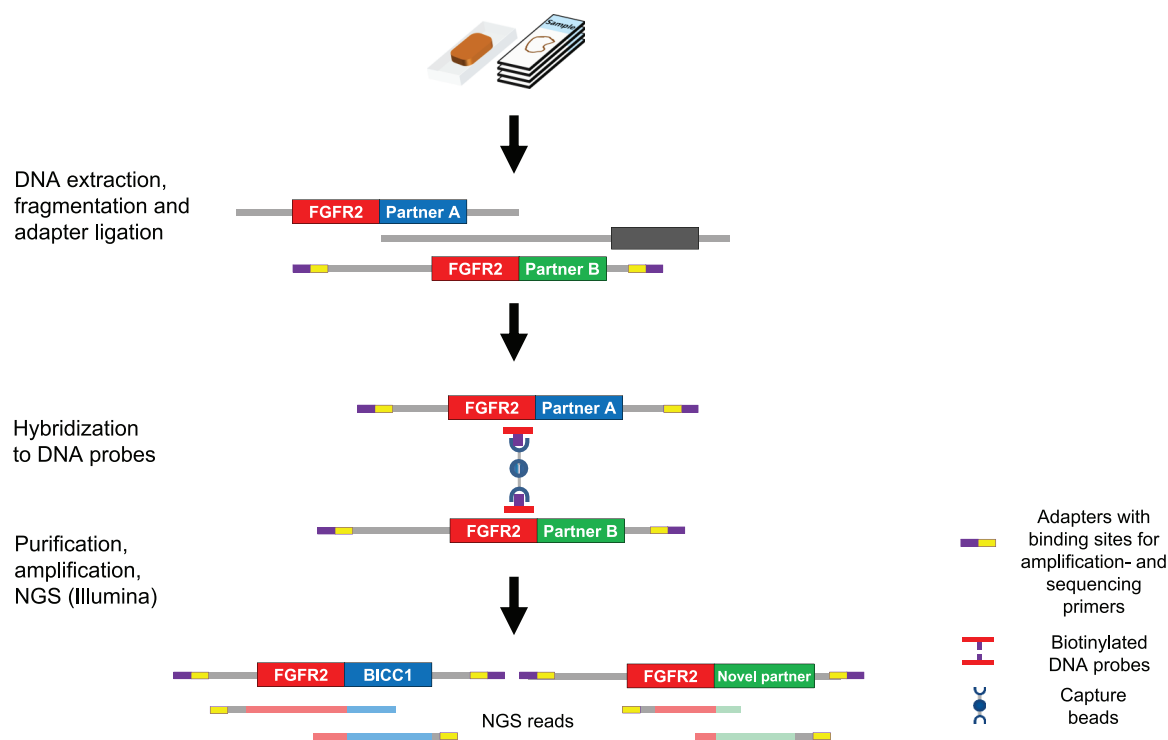 Sample
DNA extraction,
fragmentation and
adapter ligation
FGFR2 Partner A
FGFR2 Partner B
Hybridization
to DNA probes
FGFR2 Partner A
FGFR2 Partner B
Purification,
amplification,
NGS (Illumina)
FGFR2 BICC1
FGFR2 Novel partner
NGS reads
Adapters with
binding sites for
amplification- and
sequencing
primers
Biotinylated
DNA probes
Capture
beads